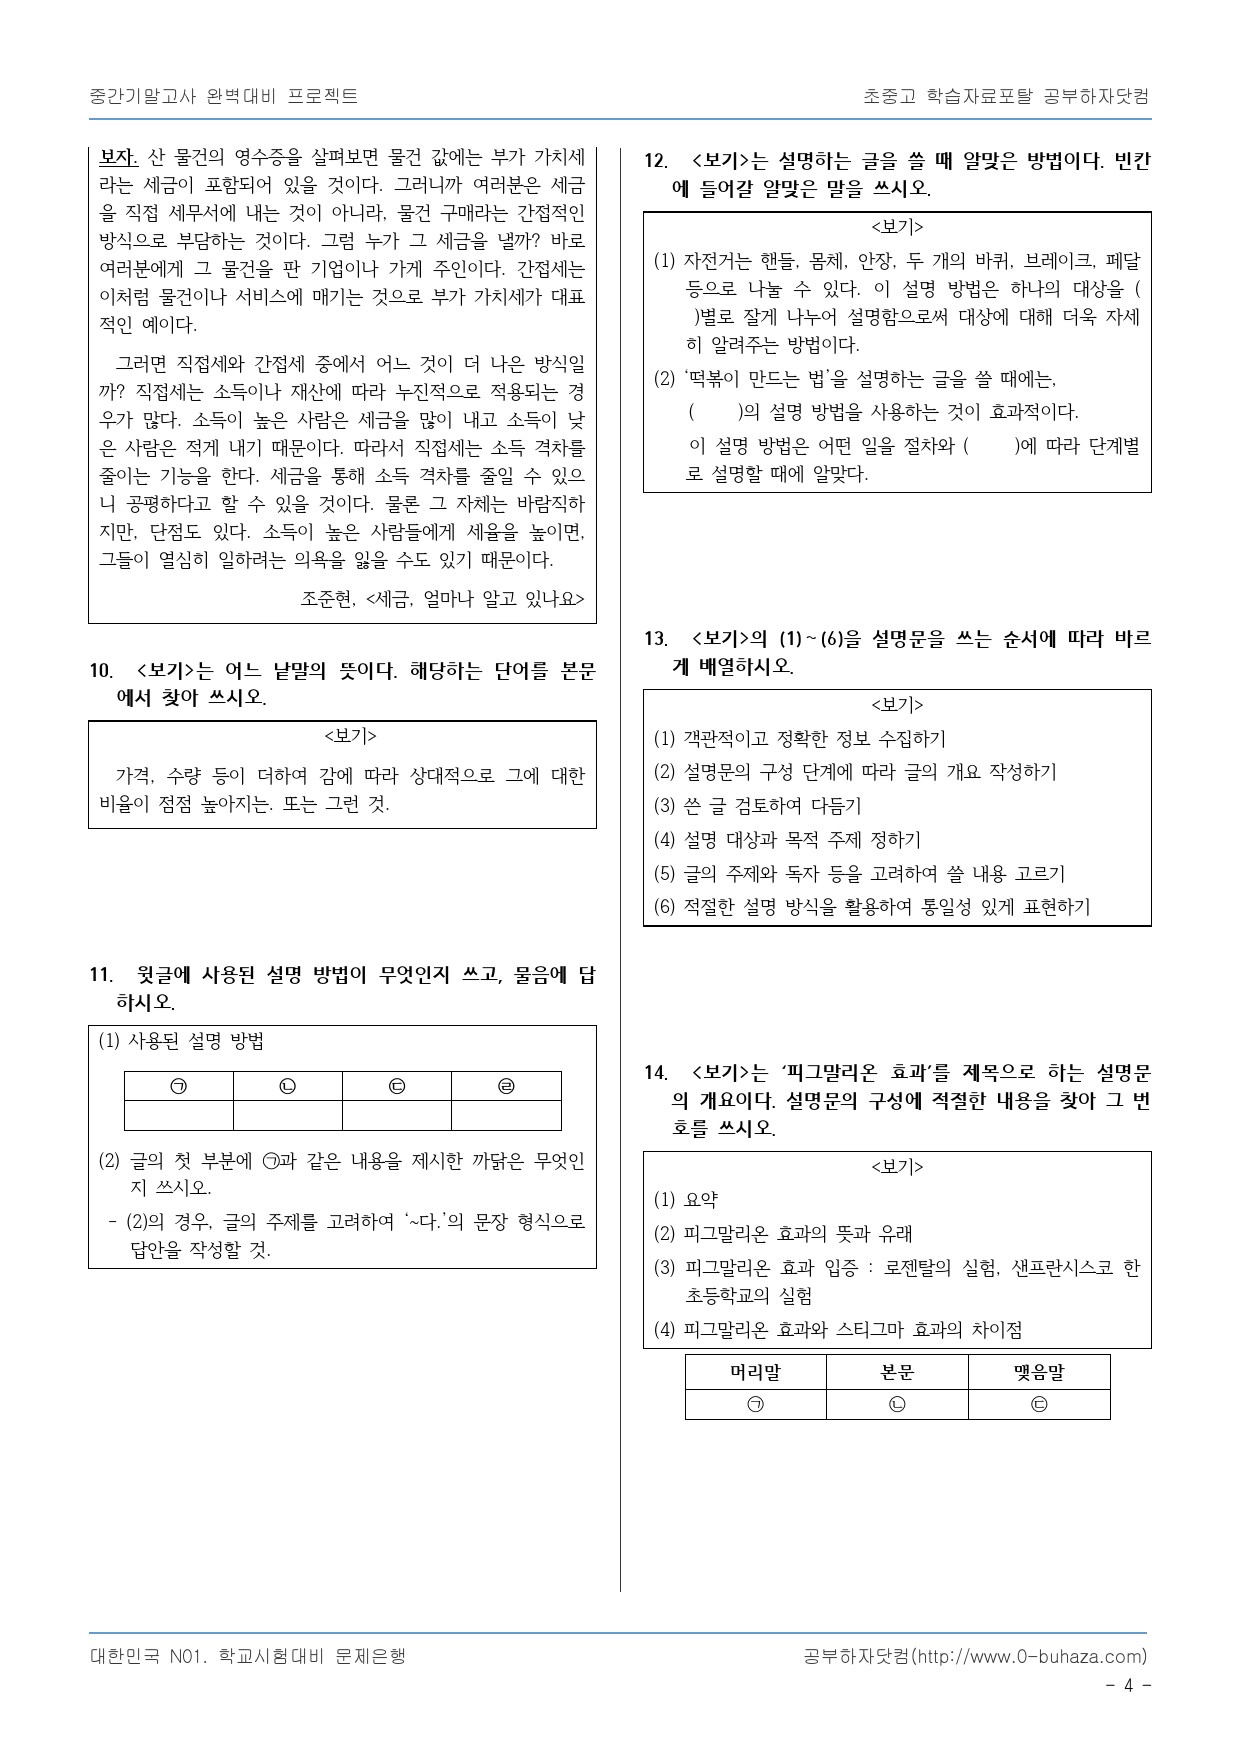 중간기말고사 완벽대비 프로젝트
초중고 학습자료포탈 공부하자닷컴
보자. 산 물건의 영수증을 살펴보면 물건 값에는 부가 가치세
라는 세금이 포함되어 있을 것이다. 그러니까 여러분은 세금
을 직접 세무서에 내는 것이 아니라, 물건 구매라는 간접적인
방식으로 부담하는 것이다. 그럼 누가 그 세금을 낼까? 바로
여러분에게 그 물건을 판 기업이나 가게 주인이다. 간접세는
이처럼 물건이나 서비스에 매기는 것으로 부가 가치세가 대표
적인 예이다.
그러면 직접세와 간접세 중에서 어느 것이 더 나은 방식일
까? 직접세는 소득이나 재산에 따라 누진적으로 적용되는 경
우가 많다. 소득이 높은 사람은 세금을 많이 내고 소득이 낮
은 사람은 적게 내기 때문이다. 따라서 직접세는 소득 격차를
줄이는 기능을 한다. 세금을 통해 소득 격차를 줄일 수 있으
니 공평하다고 할 수 있을 것이다. 물론 그 자체는 바람직하
지만, 단점도 있다. 소득이 높은 사람들에게 세율을 높이면,
그들이 열심히 일하려는 의욕을 잃을 수도 있기 때문이다.
조준현, <세금, 얼마나 알고 있나요>
10. <보기>는 어느 낱말의 뜻이다. 해당하는 단어를 본문
에서 찾아 쓰시오.
<보기>
가격, 수량 등이 더하여 감에 따라 상대적으로 그에 대한
비율이 점점 높아지는. 또는 그런 것.
11. 윗글에 사용된 설명 방법이 무엇인지 쓰고, 물음에 답
하시오.
(1) 사용된 설명 방법
㉠ ㉡ ㉢ ㉣
(2) 글의 첫 부분에 ㉠과 같은 내용을 제시한 까닭은 무엇인
지 쓰시오.
- (2)의 경우, 글의 주제를 고려하여 '~다.'의 문장 형식으로
답안을 작성할 것.
12. <보기>는 설명하는 글을 쓸 때 알맞은 방법이다. 빈칸
에 들어갈 알맞은 말을 쓰시오.
<보기>
(1) 자전거는 핸들, 몸체, 안장, 두 개의 바퀴, 브레이크, 페달
등으로 나눌 수 있다. 이 설명 방법은 하나의 대상을 (
)별로 잘게 나누어 설명함으로써 대상에 대해 더욱 자세
히 알려주는 방법이다.
(2) '떡볶이 만드는 법'을 설명하는 글을 쓸 때에는,
( )의 설명 방법을 사용하는 것이 효과적이다.
이 설명 방법은 어떤 일을 절차와 ( )에 따라 단계별
로 설명할 때에 알맞다.
13. <보기>의 (1)~(6)을 설명문을 쓰는 순서에 따라 바르
게 배열하시오.
<보기>
(1) 객관적이고 정확한 정보 수집하기
(2) 설명문의 구성 단계에 따라 글의 개요 작성하기
(3) 쓴 글 검토하여 다듬기
(4) 설명 대상과 목적 주제 정하기
(5) 글의 주제와 독자 등을 고려하여 쓸 내용 고르기
(6) 적절한 설명 방식을 활용하여 통일성 있게 표현하기
14. <보기>는 '피그말리온 효과'를 제목으로 하는 설명문
의 개요이다. 설명문의 구성에 적절한 내용을 찾아 그 번
호를 쓰시오.
<보기>
(1) 요약
(2) 피그말리온 효과의 뜻과 유래
(3) 피그말리온 효과 입증 : 로젠탈의 실험, 샌프란시스코 한
초등학교의 실험
(4) 피그말리온 효과와 스티그마 효과의 차이점
머리말 본문 맺음말
㉠ ㉡ ㉢
대한민국 N01. 학교시험대비 문제은행
공부하자닷컴(http://www.0-buhaza.com)
- 4 -